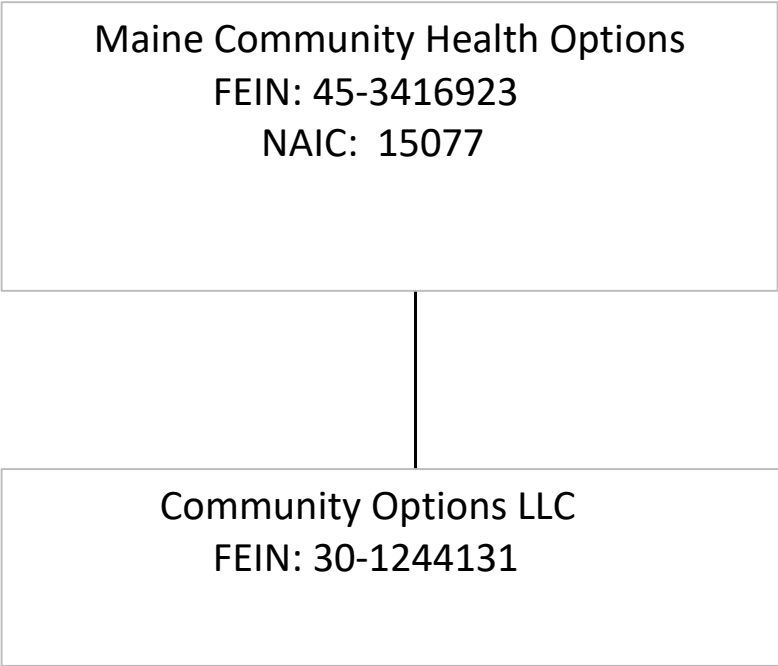 Maine Community Health Options
FEIN: 45-3416923
NAIC:  15077
Community Options LLC
FEIN: 30-1244131